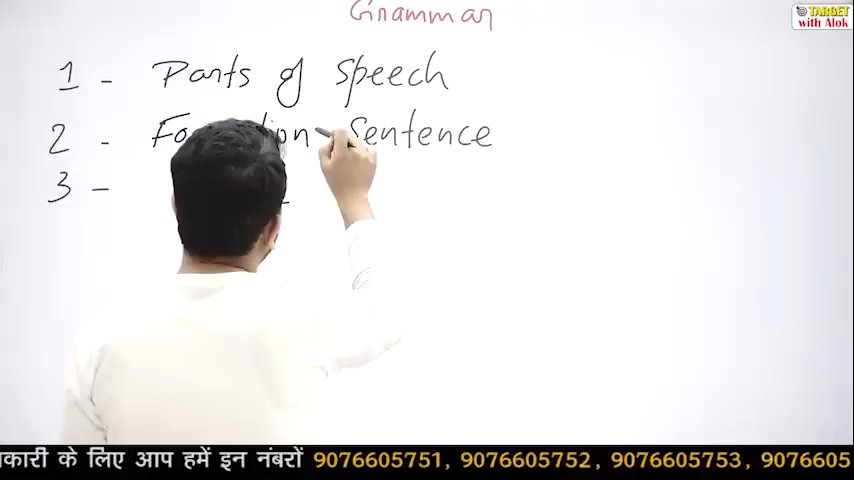 Grammar
TARGET
with Alok
1 - Parts of speech
2 - Sentence
3 -
कारी के लिए आप हमें इन नंबरों 9076605751, 9076605752, 9076605753, 9076605